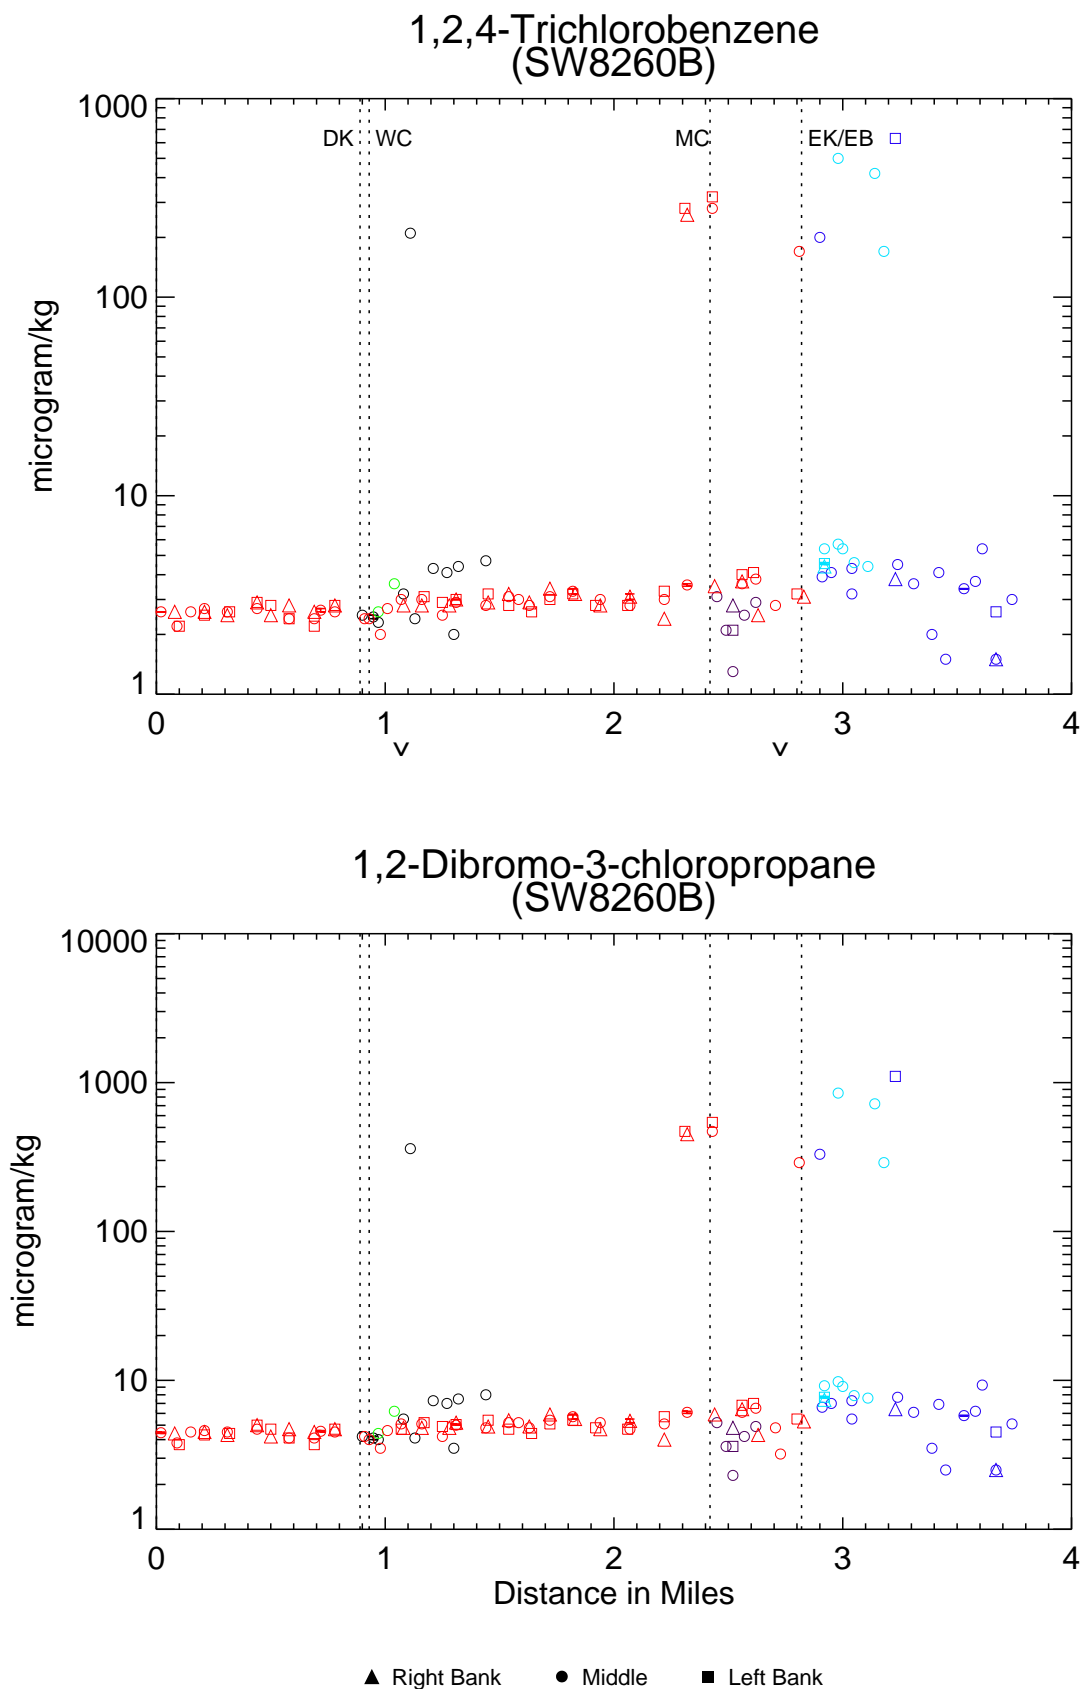 1,2,4-Trichlorobenzene
(SW8260B)
1000
DK WC MC EK/EB
100
microgram/kg
10
1
0 1 2 3 4
v v
1,2-Dibromo-3-chloropropane
(SW8260B)
10000
1000
microgram/kg
100
10
1
0 1 2 3 4
Distance in Miles
Right Bank Middle Left Bank